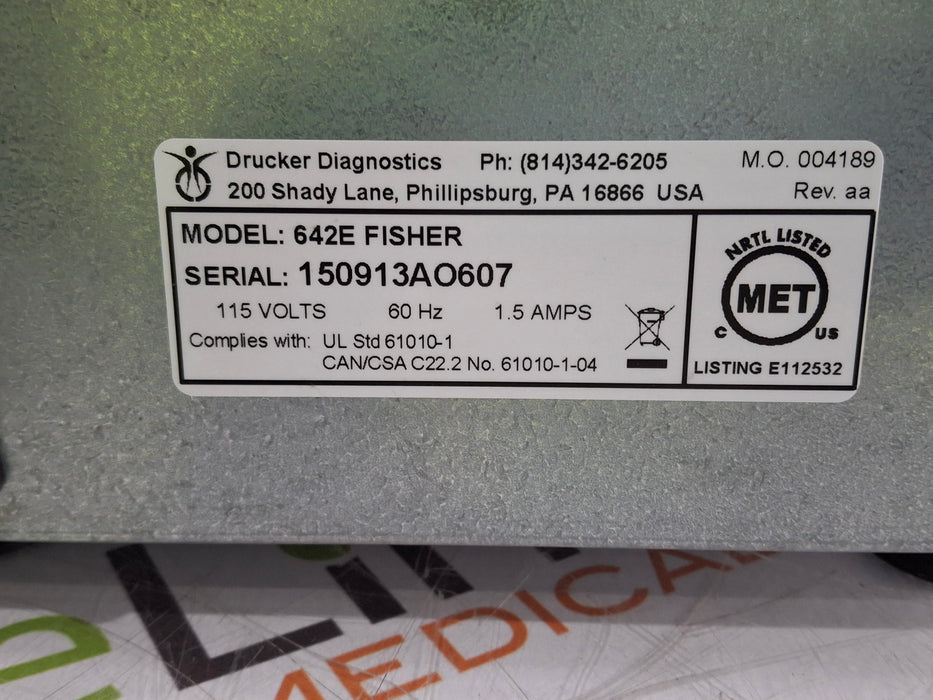 Drucker Diagnostics Ph: (814)342-6205 M.O. 004189
200 Shady Lane, Phillipsburg, PA 16866 USA Rev. aa
MODEL: 642E FISHER
SERIAL: 150913AO607
115 VOLTS 60 Hz 1.5 AMPS
Complies with: UL Std 61010-1
CAN/CSA C22.2 No. 61010-1-04
NRTL LISTED
MET
C US
LISTING E112532
MEDICAL